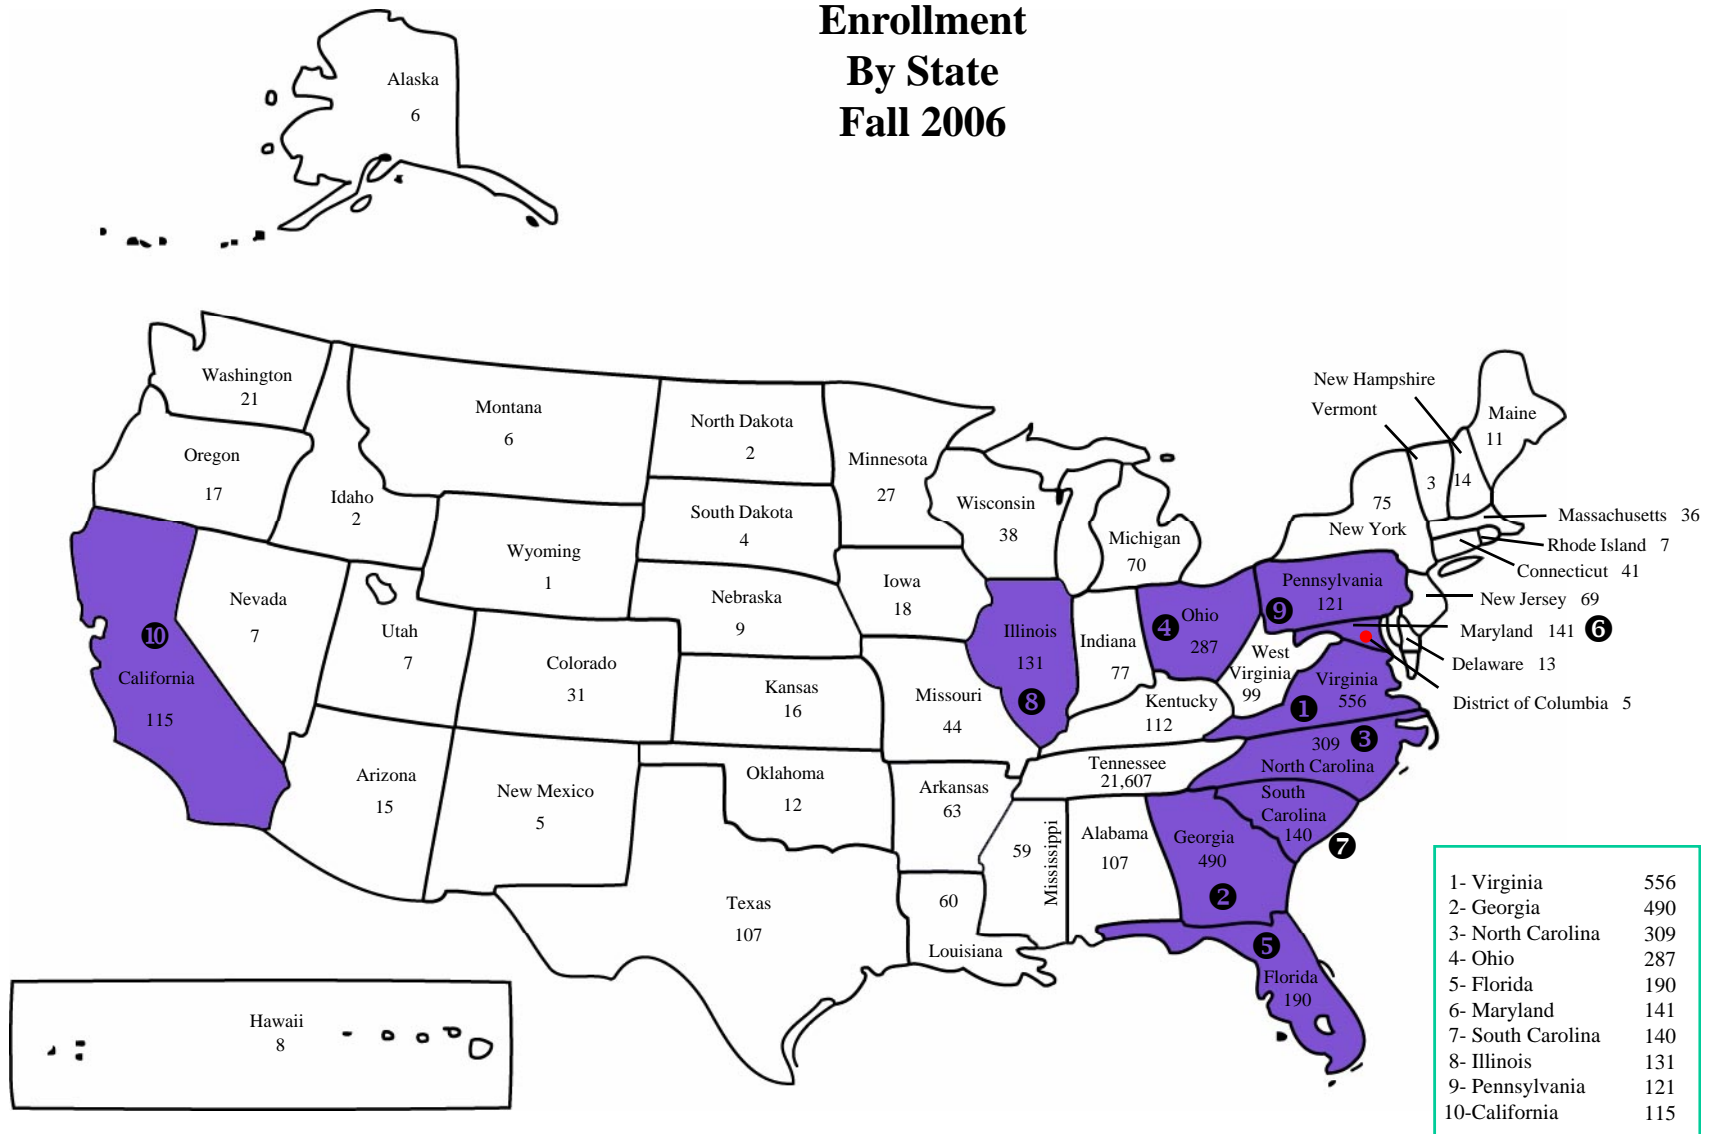 Enrollment
By State
Fall 2006
Alaska
6
Washington
21
Oregon
17
Idaho
2
Montana
6
North Dakota
2
Minnesota
27
South Dakota
4
Wyoming
1
Wisconsin
38
Michigan
70
New Hampshire
Vermont
Maine
11
3
14
75
New York
Massachusetts 36
Rhode Island 7
Connecticut 41
New Jersey 69
Maryland 141 6
Delaware 13
District of Columbia 5
Nevada
7
Utah
7
Colorado
31
Nebraska
9
Iowa
18
Kansas
16
Missouri
44
Illinois
131
8
Indiana
77
4 Ohio
287
Pennsylvania
9 121
West
Virginia
99
Virginia
1 556
Kentucky
112
10
California
115
Arizona
15
New Mexico
5
Oklahoma
12
Arkansas
63
Tennessee
21,607
309 3
North Carolina
South
Carolina
140
7
Georgia
490
2
Alabama
107
59
Mississippi
60
Louisiana
Texas
107
5
Florida
190
Hawaii
8
1- Virginia 556
2- Georgia 490
3- North Carolina 309
4- Ohio 287
5- Florida 190
6- Maryland 141
7- South Carolina 140
8- Illinois 131
9- Pennsylvania 121
10-California 115